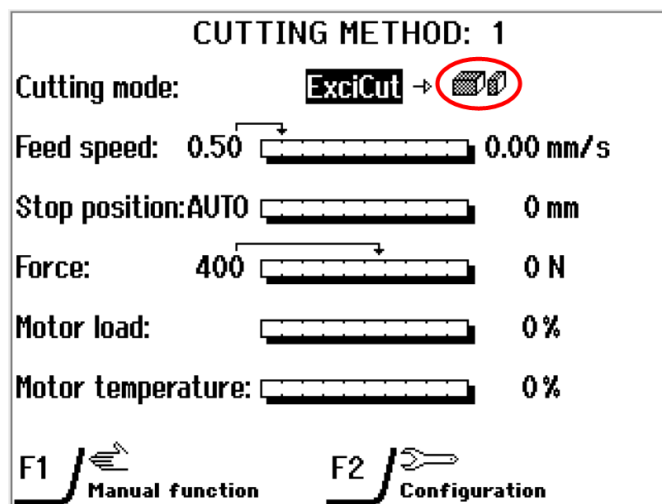 CUTTING METHOD: 1
Cutting mode: ExciCut
Feed speed: 0.50 0.00 mm/s
Stop position:AUTO 0 mm
Force: 400 0 N
Motor load: 0 %
Motor temperature: 0 %
F1 Manual function F2 Configuration